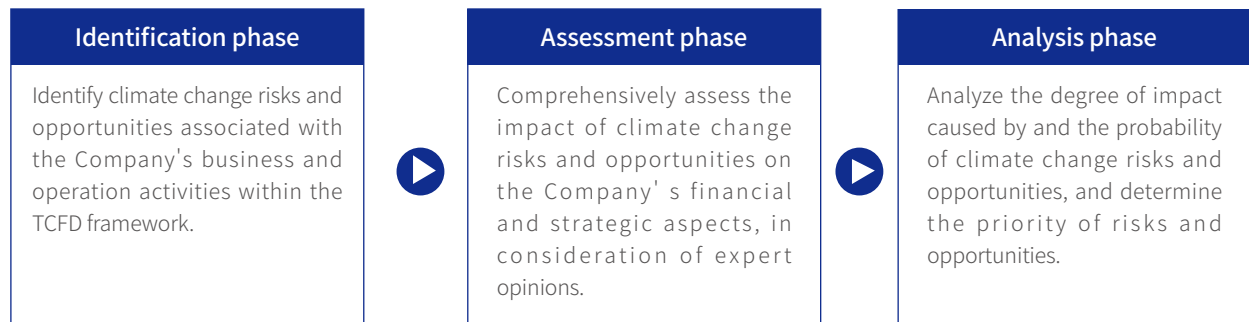 Identification phase
Identify climate change risks and
opportunities associated with
the Company's business and
operation activities within the
TCFD framework.
Assessment phase
Comprehensively assess the
impact of climate change
risks and opportunities on
the Company' s financial
and strategic aspects, in
consideration of expert
opinions.
Analysis phase
Analyze the degree of impact
caused by and the probability
of climate change risks and
opportunities, and determine
the priority of risks and
opportunities.